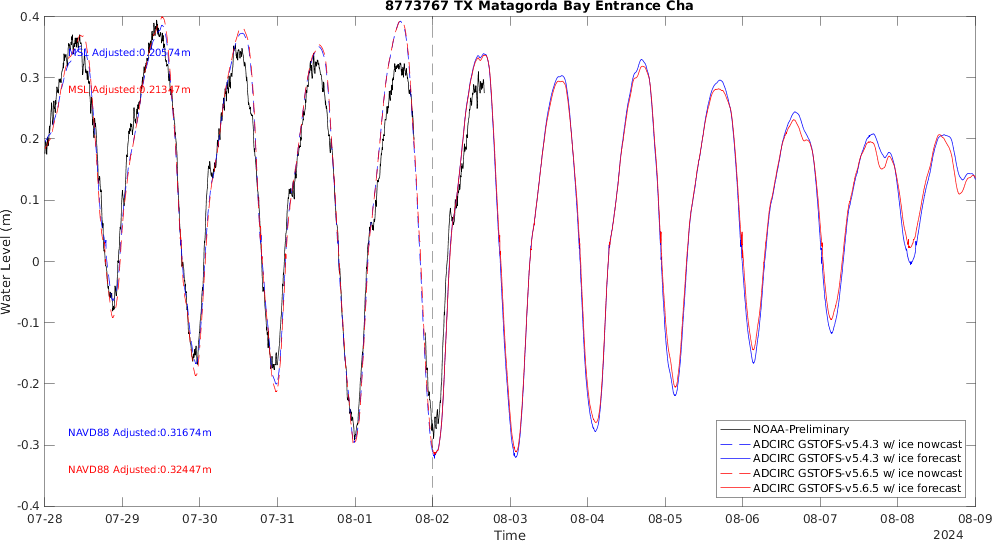 8773767 TX Matagorda Bay Entrance Cha
Water Level (m)
0.4
0.3
0.2
0.1
0
-0.1
-0.2
-0.3
-0.4
MSL Adjusted:0.20574m
MSL Adjusted:0.21347m
NAVD88 Adjusted:0.31674m
NAVD88 Adjusted:0.32447m
NOAA-Preliminary
ADCIRC GSTOFS-v5.4.3 w/ ice nowcast
ADCIRC GSTOFS-v5.4.3 w/ ice forecast
ADCIRC GSTOFS-v5.6.5 w/ ice nowcast
ADCIRC GSTOFS-v5.6.5 w/ ice forecast
07-28 07-29 07-30 07-31 08-01 08-02 08-03 08-04 08-05 08-06 08-07 08-08 08-09
Time
2024